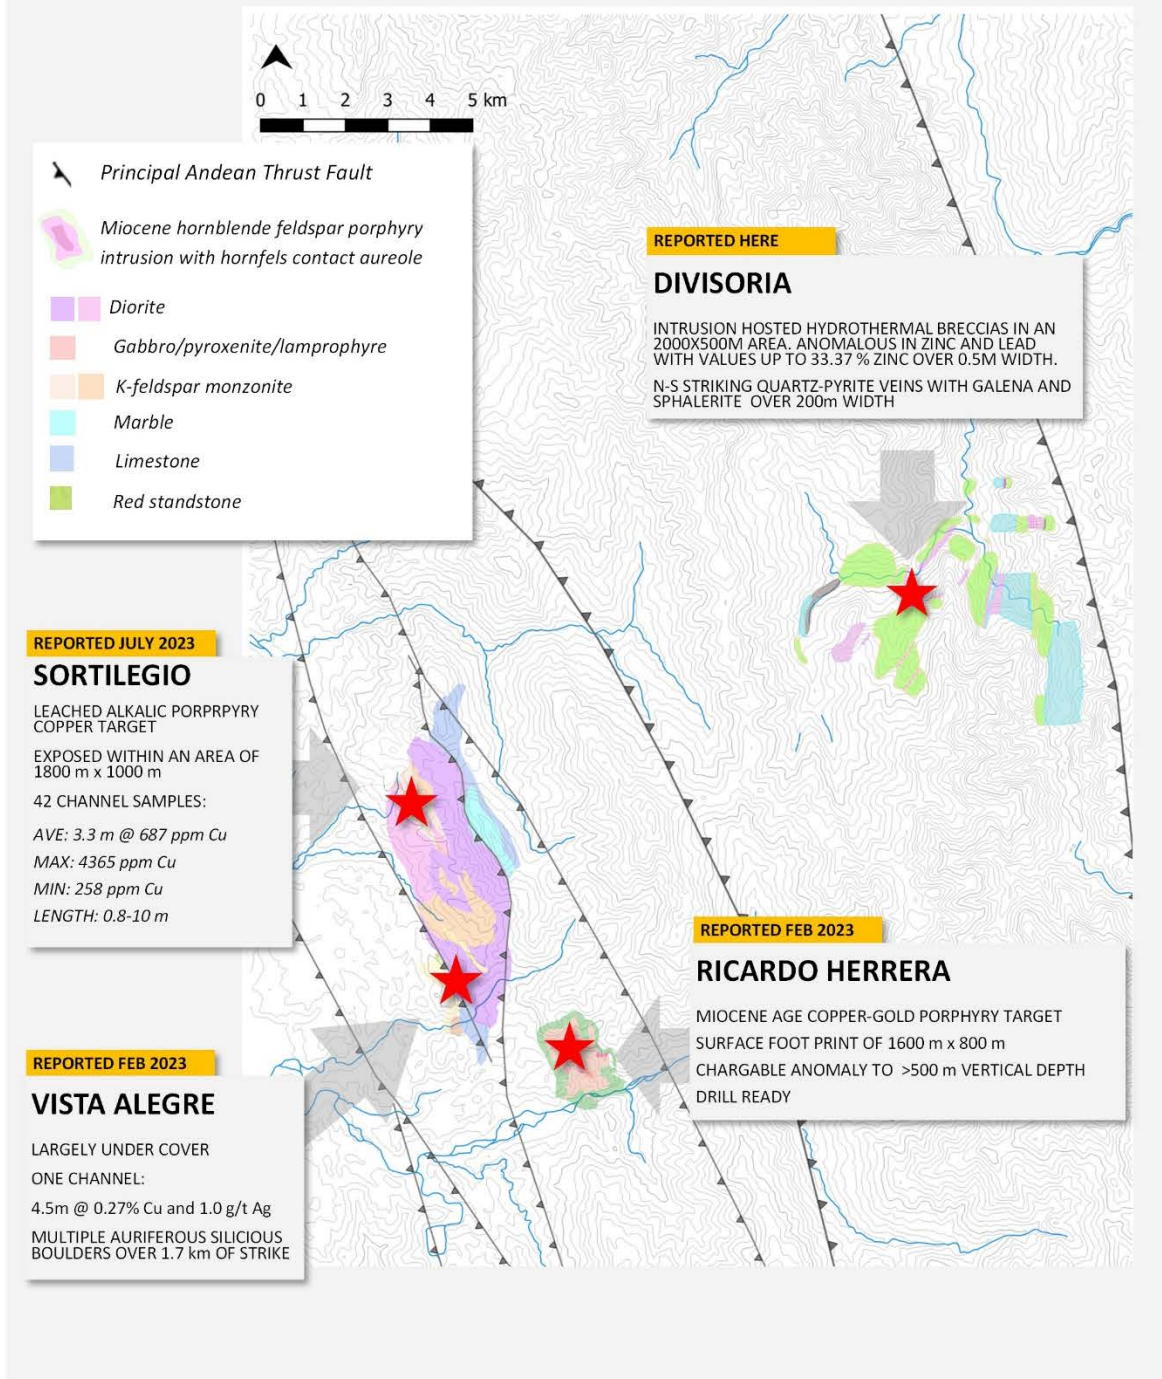 0 1 2 3 4 5 km
Principal Andean Thrust Fault
Miocene hornblende feldspar porphyry
intrusion with hornfels contact aureole
Diorite
Gabbro/pyroxenite/lamprophyre
K-feldspar monzonite
Marble
Limestone
Red standstone
REPORTED HERE
DIVISORIA
INTRUSION HOSTED HYDROTHERMAL BRECCIAS IN AN
2000X500M AREA. ANOMALOUS IN ZINC AND LEAD
WITH VALUES UP TO 33.37 % ZINC OVER 0.5M WIDTH.
N-S STRIKING QUARTZ-PYRITE VEINS WITH GALENA AND
SPHALERITE OVER 200m WIDTH
REPORTED JULY 2023
SORTILEGIO
LEACHED ALKALIC PORPRPYRY
COPPER TARGET
EXPOSED WITHIN AN AREA OF
1800 m x 1000 m
42 CHANNEL SAMPLES:
AVE: 3.3 m @ 687 ppm Cu
MAX: 4365 ppm Cu
MIN: 258 ppm Cu
LENGTH: 0.8-10 m
REPORTED FEB 2023
RICARDO HERRERA
MIOCENE AGE COPPER-GOLD PORPHYRY TARGET
SURFACE FOOT PRINT OF 1600 m x 800 m
CHARGABLE ANOMALY TO >500 m VERTICAL DEPTH
DRILL READY
REPORTED FEB 2023
VISTA ALEGRE
LARGELY UNDER COVER
ONE CHANNEL:
4.5m @ 0.27% Cu and 1.0 g/t Ag
MULTIPLE AURIFEROUS SILICIOUS
BOULDERS OVER 1.7 km OF STRIKE